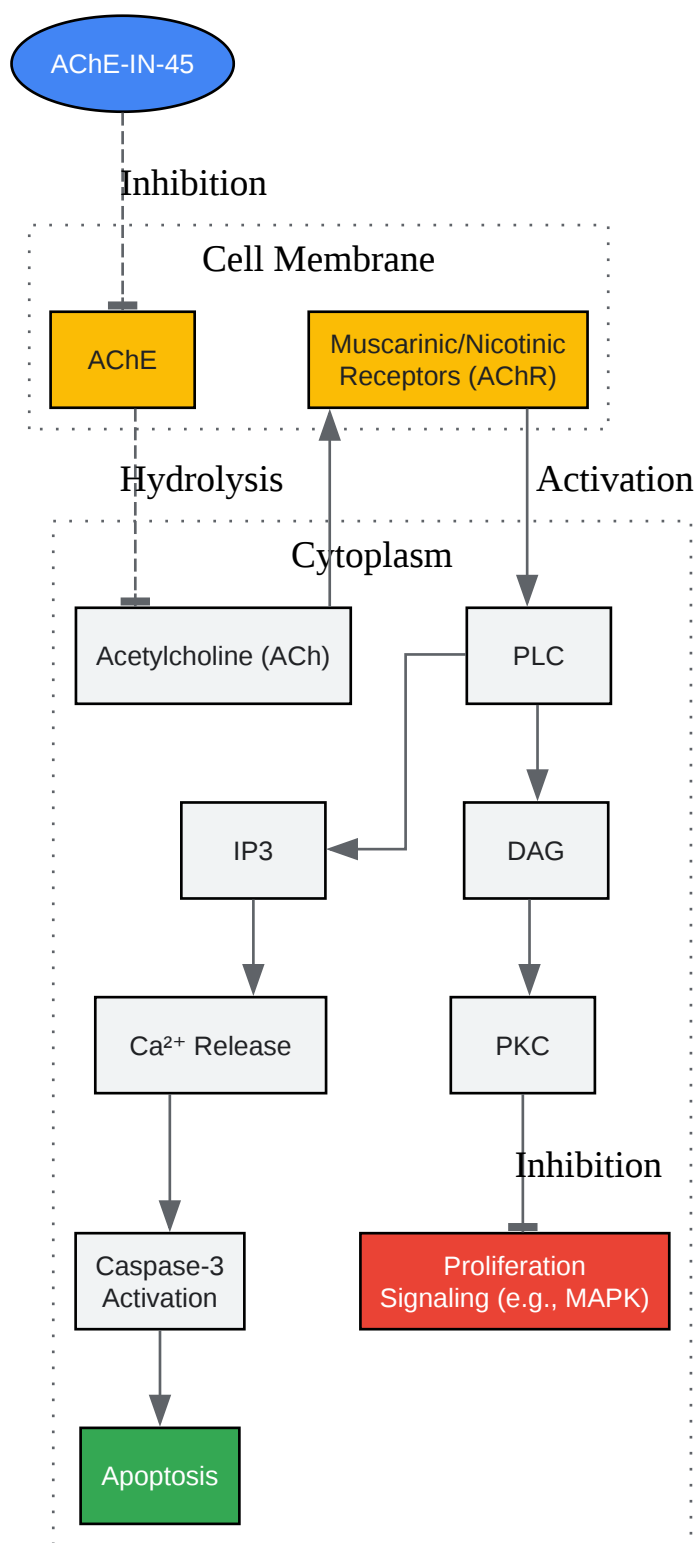 AChE-IN-45
Inhibition
Cell Membrane
AChE
Muscarinic/Nicotinic
Receptors (AChR)
Hydrolysis
Activation
Cytoplasm
Acetylcholine (ACh)
PLC
IP3
DAG
Ca²⁺ Release
PKC
Inhibition
Caspase-3
Activation
Proliferation
Signaling (e.g., MAPK)
Apoptosis